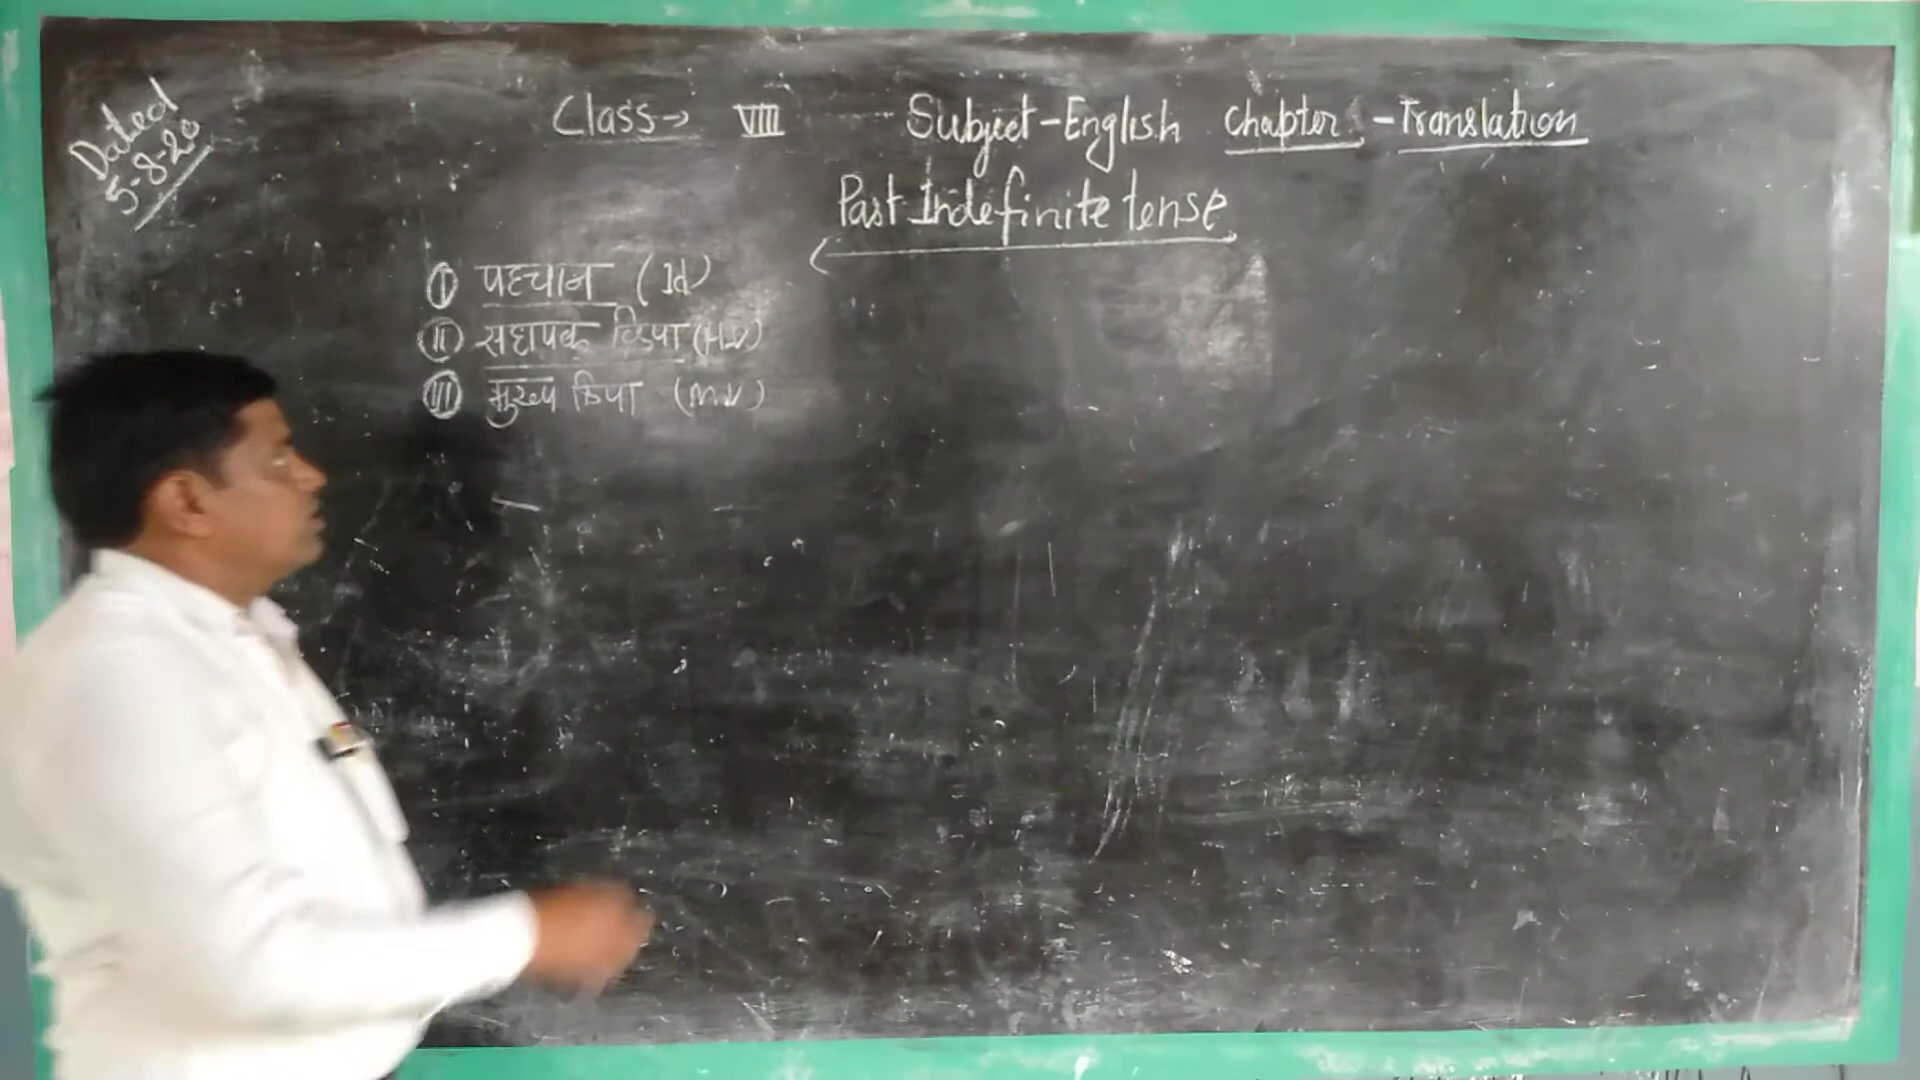 Dated
5-8-20
Class→ VIII Subject-English Chapter-Translation
Past Indefinite tense
I पहचान (Id)
II सहायक क्रिया (H.V)
III मुख्य क्रिया (M.V)